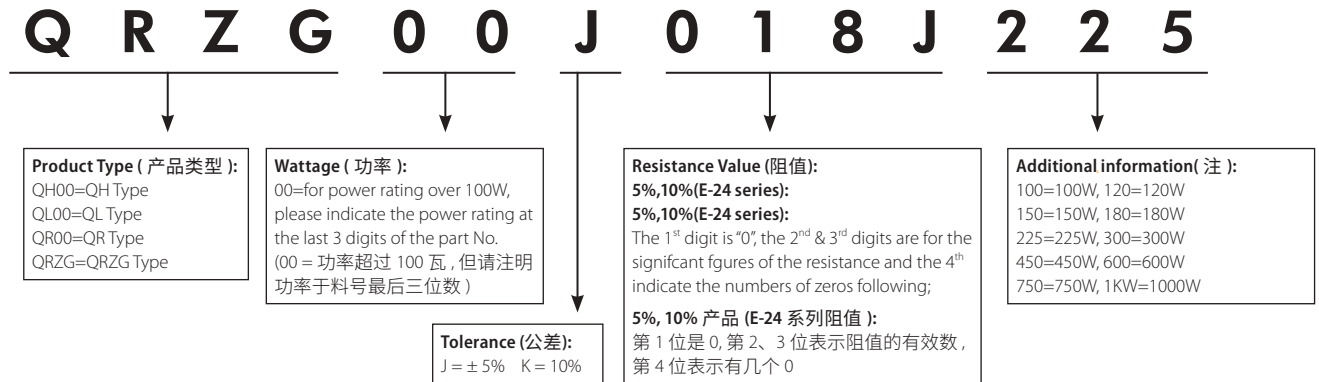 QRZG00J018J225
Product Type ( 产品类型 ):
QH00=QH Type
QL00=QL Type
QR00=QR Type
QRZG=QRZG Type
Wattage ( 功率 ):
00=for power rating over 100W,
please indicate the power rating at
the last 3 digits of the part No.
(00 = 功率超过 100 瓦 , 但请注明
功率于料号最后三位数 )
Tolerance (公差):
J = ± 5% K = 10%
Resistance Value (阻值):
5%,10%(E-24 series):
5%,10%(E-24 series):
The 1st digit is "0", the 2nd & 3rd digits are for the
signifcant fgures of the resistance and the 4th
indicate the numbers of zeros following;
5%, 10% 产品 (E-24 系列阻值 ):
第 1 位是 0, 第 2、3 位表示阻值的有效数 ,
第 4 位表示有几个 0
Additional information( 注 ):
100=100W, 120=120W
150=150W, 180=180W
225=225W, 300=300W
450=450W, 600=600W
750=750W, 1KW=1000W